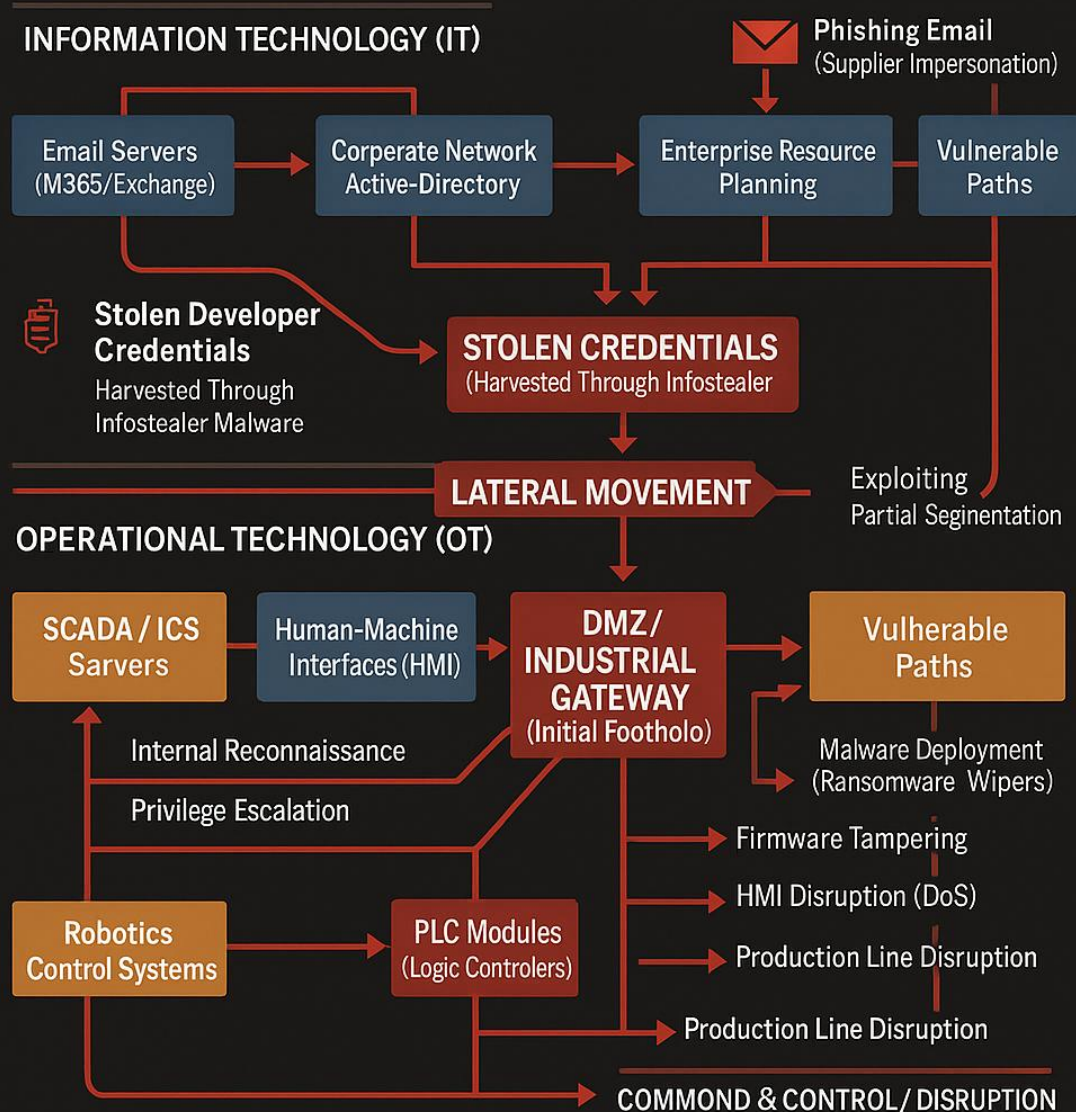 INFORMATION TECHNOLOGY (IT)
Phishing Email
(Supplier Impersonation)
Email Servers
(M365/Exchange)
Corperate Network
Active-Directory
Enterprise Resource
Planning
Vulnerable
Paths
Stolen Developer
Credentials
Harvested Through
Infostealer Malware
STOLEN CREDENTIALS
(Harvested Through Infostealer
LATERAL MOVEMENT
Exploiting
Partial Seginentation
OPERATIONAL TECHNOLOGY (OT)
SCADA / ICS
Sarvers
Human-Machine
Interfaces (HMI)
DMZ/
INDUSTRIAL
GATEWAY
(Initial Footholo)
Vulherable
Paths
Internal Reconnaissance
Malware Deployment
(Ransomware Wipers)
Privilege Escalation
Firmware Tampering
HMI Disruption (DoS)
Robotics
Control Systems
PLC Modules
(Logic Controlers)
Production Line Disruption
Production Line Disruption
COMMOND & CONTROL/ DISRUPTION